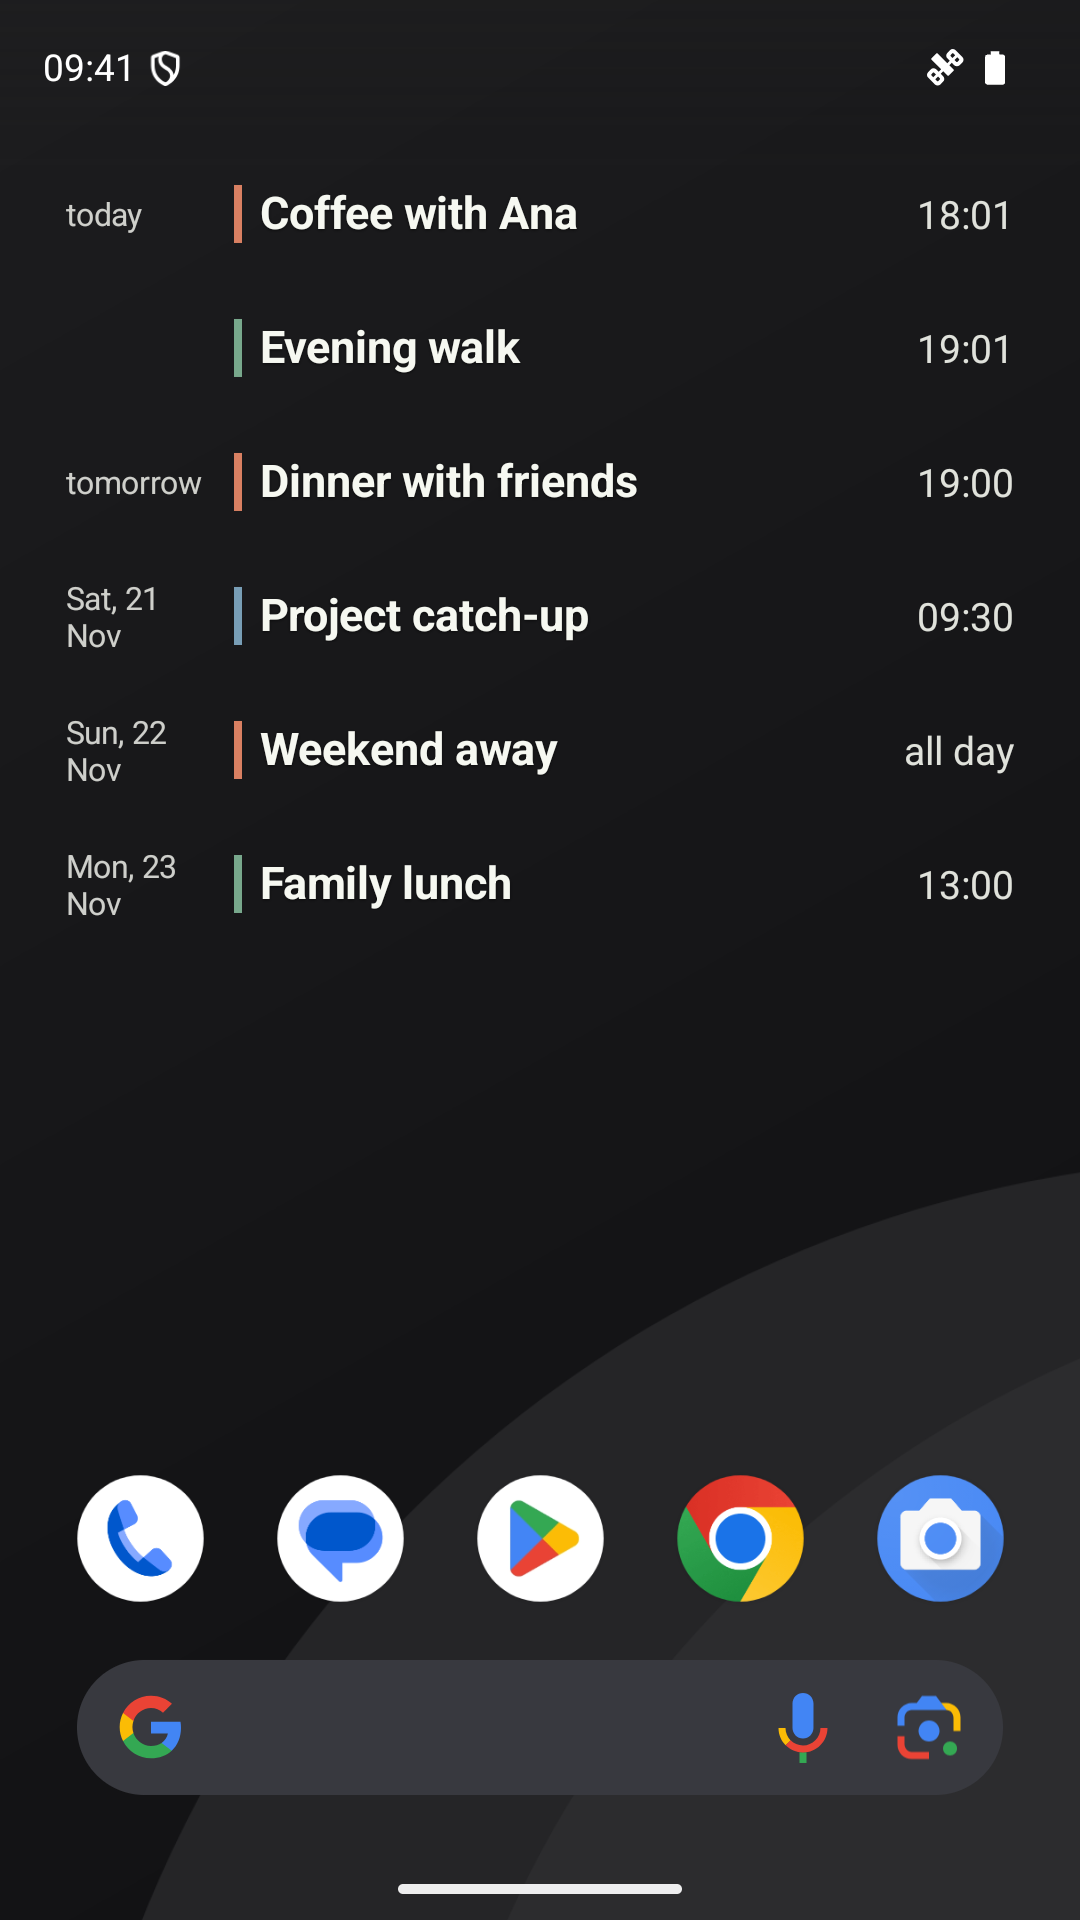 09:41
today Coffee with Ana 18:01
Evening walk 19:01
tomorrow Dinner with friends 19:00
Sat, 21
Nov
Project catch-up 09:30
Sun, 22
Nov
Weekend away all day
Mon, 23
Nov
Family lunch 13:00